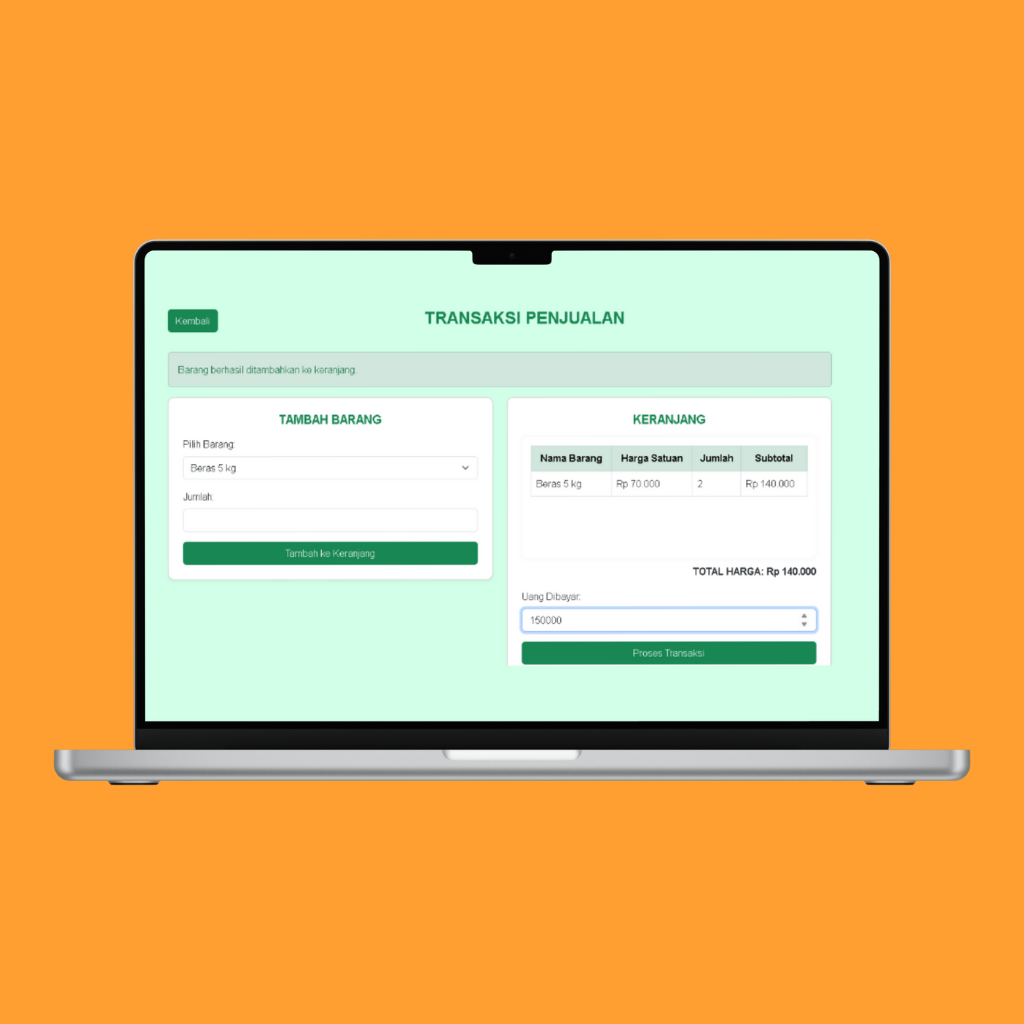 Kembali
TRANSAKSI PENJUALAN
Barang berhasil ditambahkan ke keranjang.
TAMBAH BARANG
Pilih Barang:
Beras 5 kg
Jumlah:
Tambah ke Keranjang
KERANJANG
Nama Barang Harga Satuan Jumlah Subtotal
Beras 5 kg Rp 70.000 2 Rp 140.000
TOTAL HARGA: Rp 140.000
Uang Dibayar:
150000
Proses Transaksi